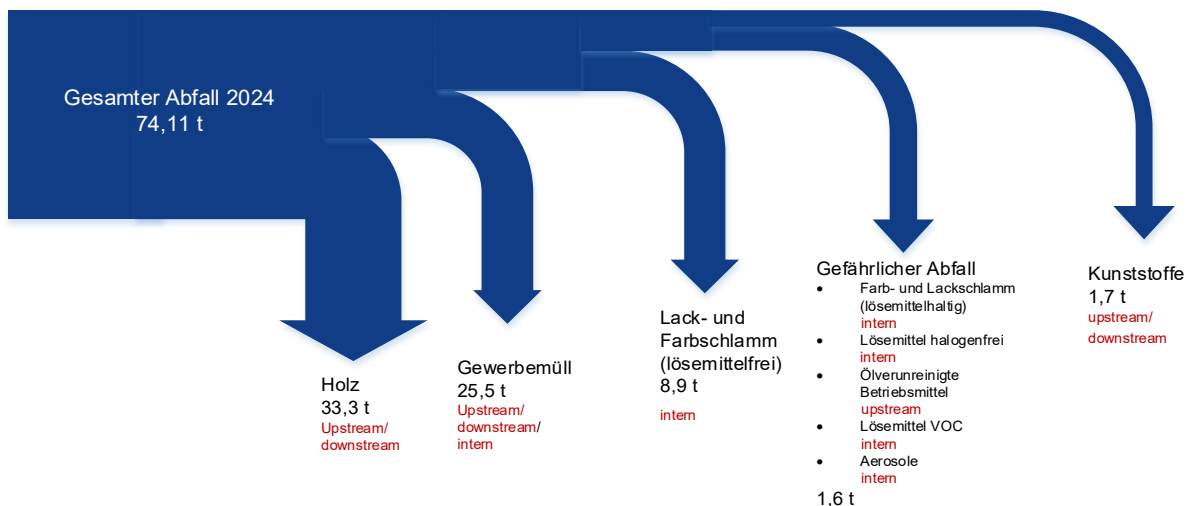 Gesamter Abfall 2024
74,11 t
Holz
33,3 t
Upstream/
downstream
Gewerbemüll
25,5 t
Upstream/
downstream/
intern
Lack- und
Farbschlamm
(lösemittelfrei)
8,9 t
intern
Gefährlicher Abfall
• Farb- und Lackschlamm
(lösemittelhaltig)
intern
• Lösemittel halogenfrei
intern
• Ölverunreinigte
Betriebsmittel
upstream
• Lösemittel VOC
intern
• Aerosole
intern
1,6 t
Kunststoffe
1,7 t
upstream/
downstream